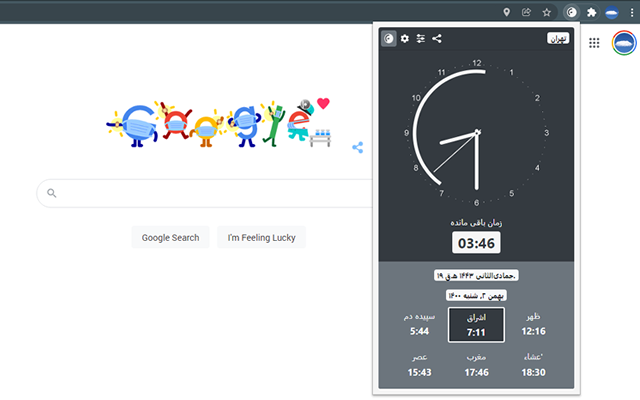 تهران
Google
Google Search
I'm Feeling Lucky
12
1
2
3
4
5
6
7
8
9
10
11
زمان باقی مانده
03:46
۱۹ جمادی‌الثانی ۱۴۴۳ ه.ق.
بهمن ۲, شنبه ۱۴۰۰
سپیده دم
اشراق
ظهر
5:44
7:11
12:16
عصر
مغرب
عشاء'
15:43
17:46
18:30